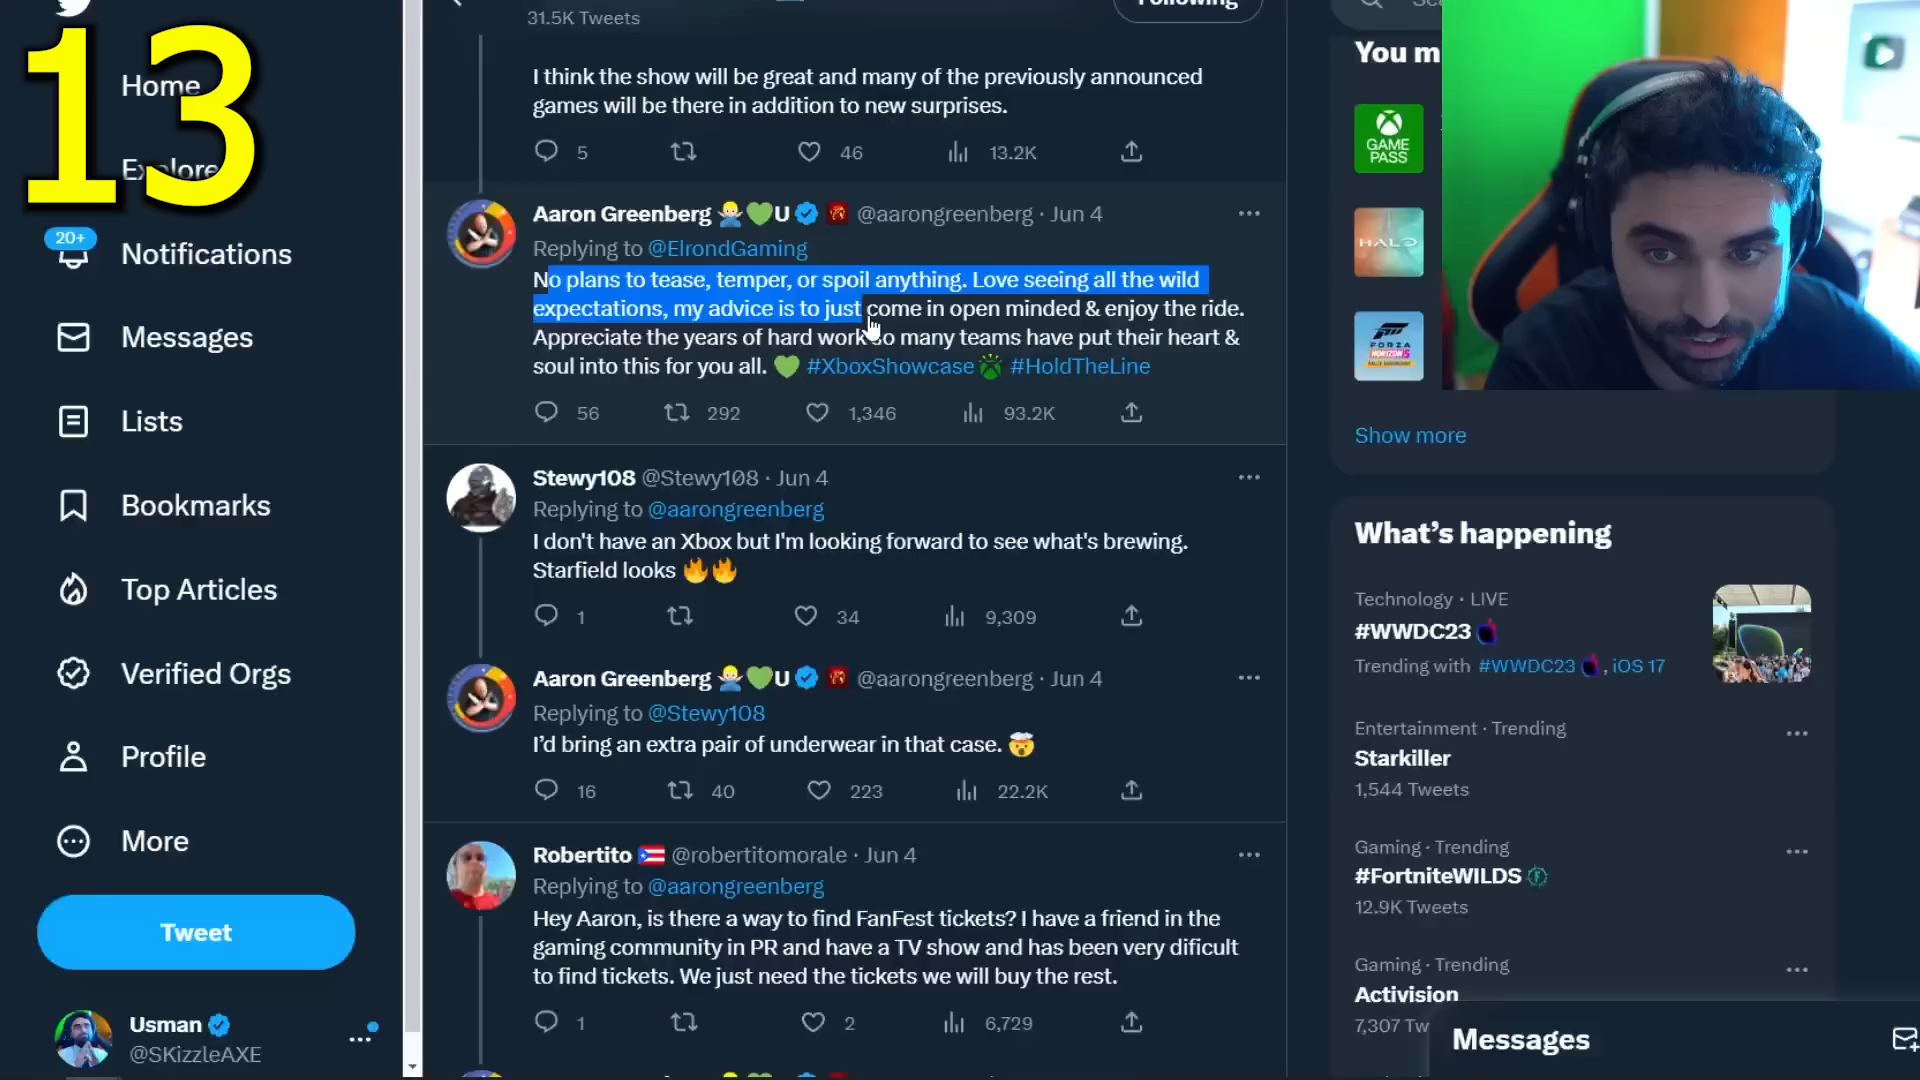 13
Home
Explore
20+
Notifications
Messages
Lists
Bookmarks
Top Articles
Verified Orgs
Profile
More
Tweet
Usman
@SKizzleAXE
31.5K Tweets
Following
I think the show will be great and many of the previously announced
games will be there in addition to new surprises.
5 46 13.2K
Aaron Greenberg 🙅🏼‍♂️💚U @aarongreenberg · Jun 4
Replying to @ElrondGaming
No plans to tease, temper, or spoil anything. Love seeing all the wild
expectations, my advice is to just come in open minded & enjoy the ride.
Appreciate the years of hard work so many teams have put their heart &
soul into this for you all. 💚 #XboxShowcase #HoldTheLine
56 292 1,346 93.2K
Stewy108 @Stewy108 · Jun 4
Replying to @aarongreenberg
I don't have an Xbox but I'm looking forward to see what's brewing.
Starfield looks 🔥🔥
1 34 9,309
Aaron Greenberg 🙅🏼‍♂️💚U @aarongreenberg · Jun 4
Replying to @Stewy108
I'd bring an extra pair of underwear in that case. 🤯
16 40 223 22.2K
Robertito 🇵🇷 @robertitomorale · Jun 4
Replying to @aarongreenberg
Hey Aaron, is there a way to find FanFest tickets? I have a friend in the
gaming community in PR and have a TV show and has been very dificult
to find tickets. We just need the tickets we will buy the rest.
1 2 6,729
You m
XBOX
GAME
PASS
HALO
FORZA
HORIZON 5
Show more
What's happening
Technology · LIVE
#WWDC23
Trending with #WWDC23 , iOS 17
Entertainment · Trending
Starkiller
1,544 Tweets
Gaming · Trending
#FortniteWILDS
12.9K Tweets
Gaming · Trending
Activision
7,307 Tw
Messages